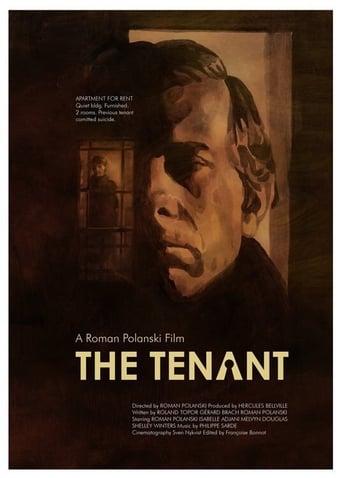 APARTMENT FOR RENT
Quiet bldg. Furnished.
2 rooms. Previous tenant
comitted suicide.
A Roman Polanski Film
THE TENANT
Directed by ROMAN POLANSKI Produced by HERCULES BELLVILLE
Written by ROLAND TOPOR GÉRARD BRACH ROMAN POLANSKI
Starring ROMAN POLANSKI ISABELLE ADJANI MELVYN DOUGLAS
SHELLEY WINTERS Music by PHILIPPE SARDE
Cinematography Sven Nykvist Edited by Françoise Bonnot